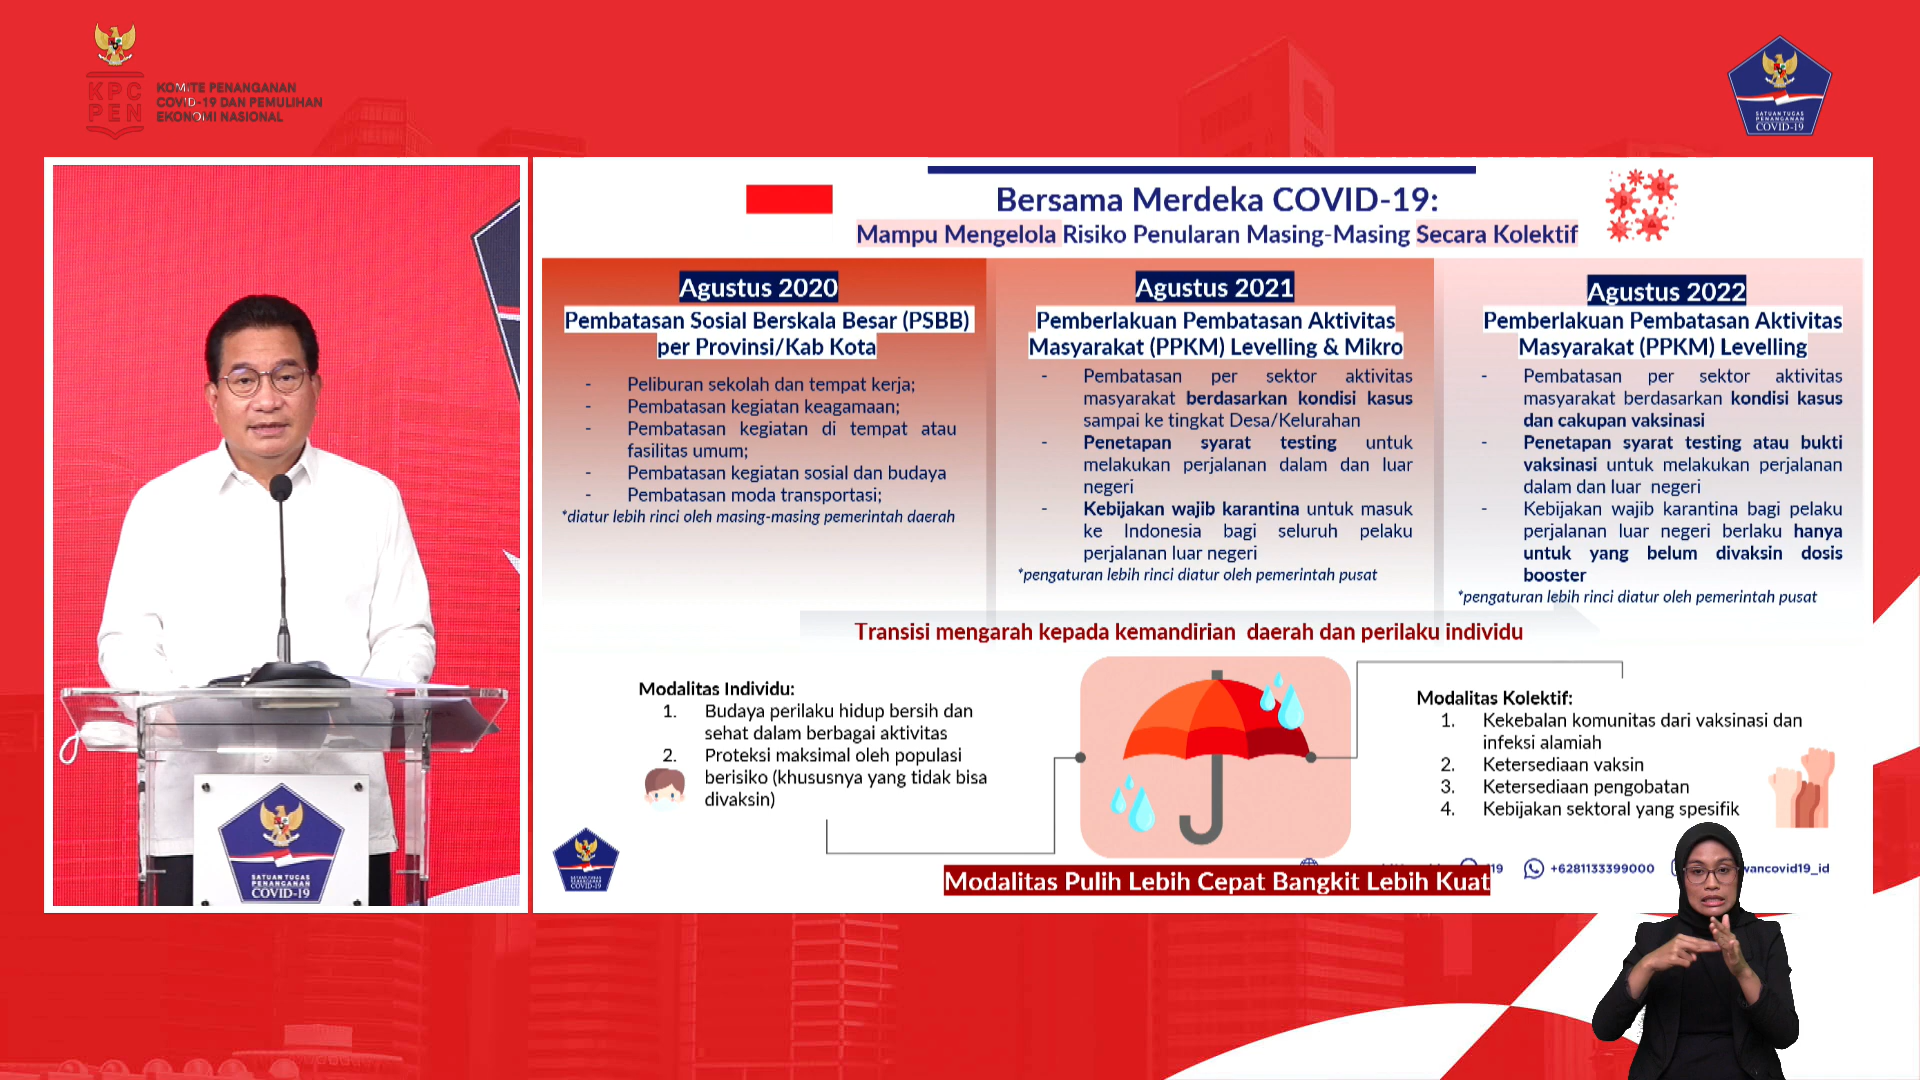 KPC
PEN
KOMITE PENANGANAN
COVID-19 DAN PEMULIHAN
EKONOMI NASIONAL
SATUAN TUGAS
PENANGANAN
COVID-19
Bersama Merdeka COVID-19:
Mampu Mengelola Risiko Penularan Masing-Masing Secara Kolektif
Agustus 2020
Pembatasan Sosial Berskala Besar (PSBB)
per Provinsi/Kab Kota
- Peliburan sekolah dan tempat kerja;
- Pembatasan kegiatan keagamaan;
- Pembatasan kegiatan di tempat atau
fasilitas umum;
- Pembatasan kegiatan sosial dan budaya
- Pembatasan moda transportasi;
*diatur lebih rinci oleh masing-masing pemerintah daerah
Agustus 2021
Pemberlakuan Pembatasan Aktivitas
Masyarakat (PPKM) Levelling & Mikro
- Pembatasan per sektor aktivitas
masyarakat berdasarkan kondisi kasus
sampai ke tingkat Desa/Kelurahan
- Penetapan syarat testing untuk
melakukan perjalanan dalam dan luar
negeri
- Kebijakan wajib karantina untuk masuk
ke Indonesia bagi seluruh pelaku
perjalanan luar negeri
*pengaturan lebih rinci diatur oleh pemerintah pusat
Agustus 2022
Pemberlakuan Pembatasan Aktivitas
Masyarakat (PPKM) Levelling
- Pembatasan per sektor aktivitas
masyarakat berdasarkan kondisi kasus
dan cakupan vaksinasi
- Penetapan syarat testing atau bukti
vaksinasi untuk melakukan perjalanan
dalam dan luar negeri
- Kebijakan wajib karantina bagi pelaku
perjalanan luar negeri berlaku hanya
untuk yang belum divaksin dosis
booster
*pengaturan lebih rinci diatur oleh pemerintah pusat
Transisi mengarah kepada kemandirian daerah dan perilaku individu
Modalitas Individu:
1. Budaya perilaku hidup bersih dan
sehat dalam berbagai aktivitas
2. Proteksi maksimal oleh populasi
berisiko (khususnya yang tidak bisa
divaksin)
Modalitas Kolektif:
1. Kekebalan komunitas dari vaksinasi dan
infeksi alamiah
2. Ketersediaan vaksin
3. Ketersediaan pengobatan
4. Kebijakan sektoral yang spesifik
SATUAN TUGAS
PENANGANAN
COVID-19
Modalitas Pulih Lebih Cepat Bangkit Lebih Kuat
19
+6281133399000
vancovid19_id
SATUAN TUGAS
PENANGANAN
COVID-19